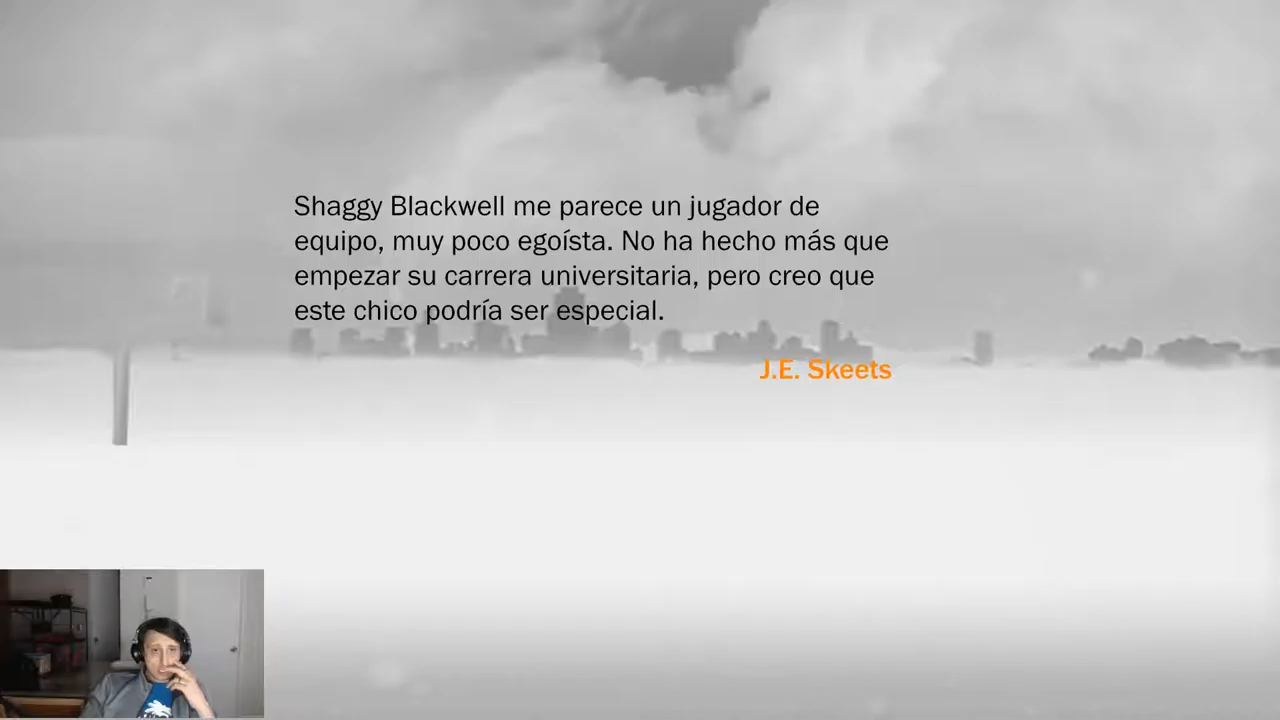 Shaggy Blackwell me parece un jugador de
equipo, muy poco egoísta. No ha hecho más que
empezar su carrera universitaria, pero creo que
este chico podría ser especial.
J.E. Skeets